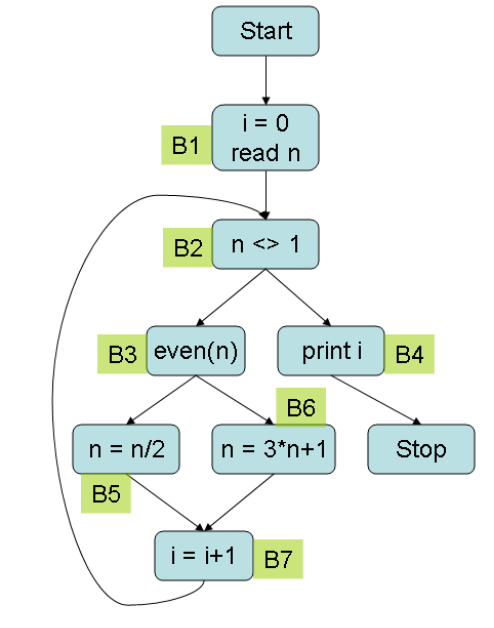 Start
i = 0
read n
B1
n <> 1
B2
even(n)
B3
print i
B4
B6
n = n/2
n = 3*n+1
Stop
B5
i = i+1
B7